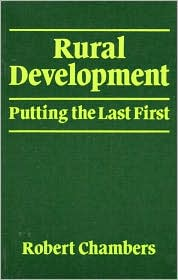 Rural
Development
Putting the Last First
Robert Chambers